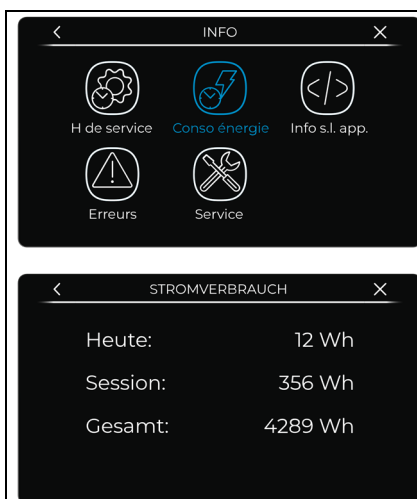 INFO
H de service Conso énergie Info s.l. app.
Erreurs Service
STROMVERBRAUCH
Heute: 12 Wh
Session: 356 Wh
Gesamt: 4289 Wh